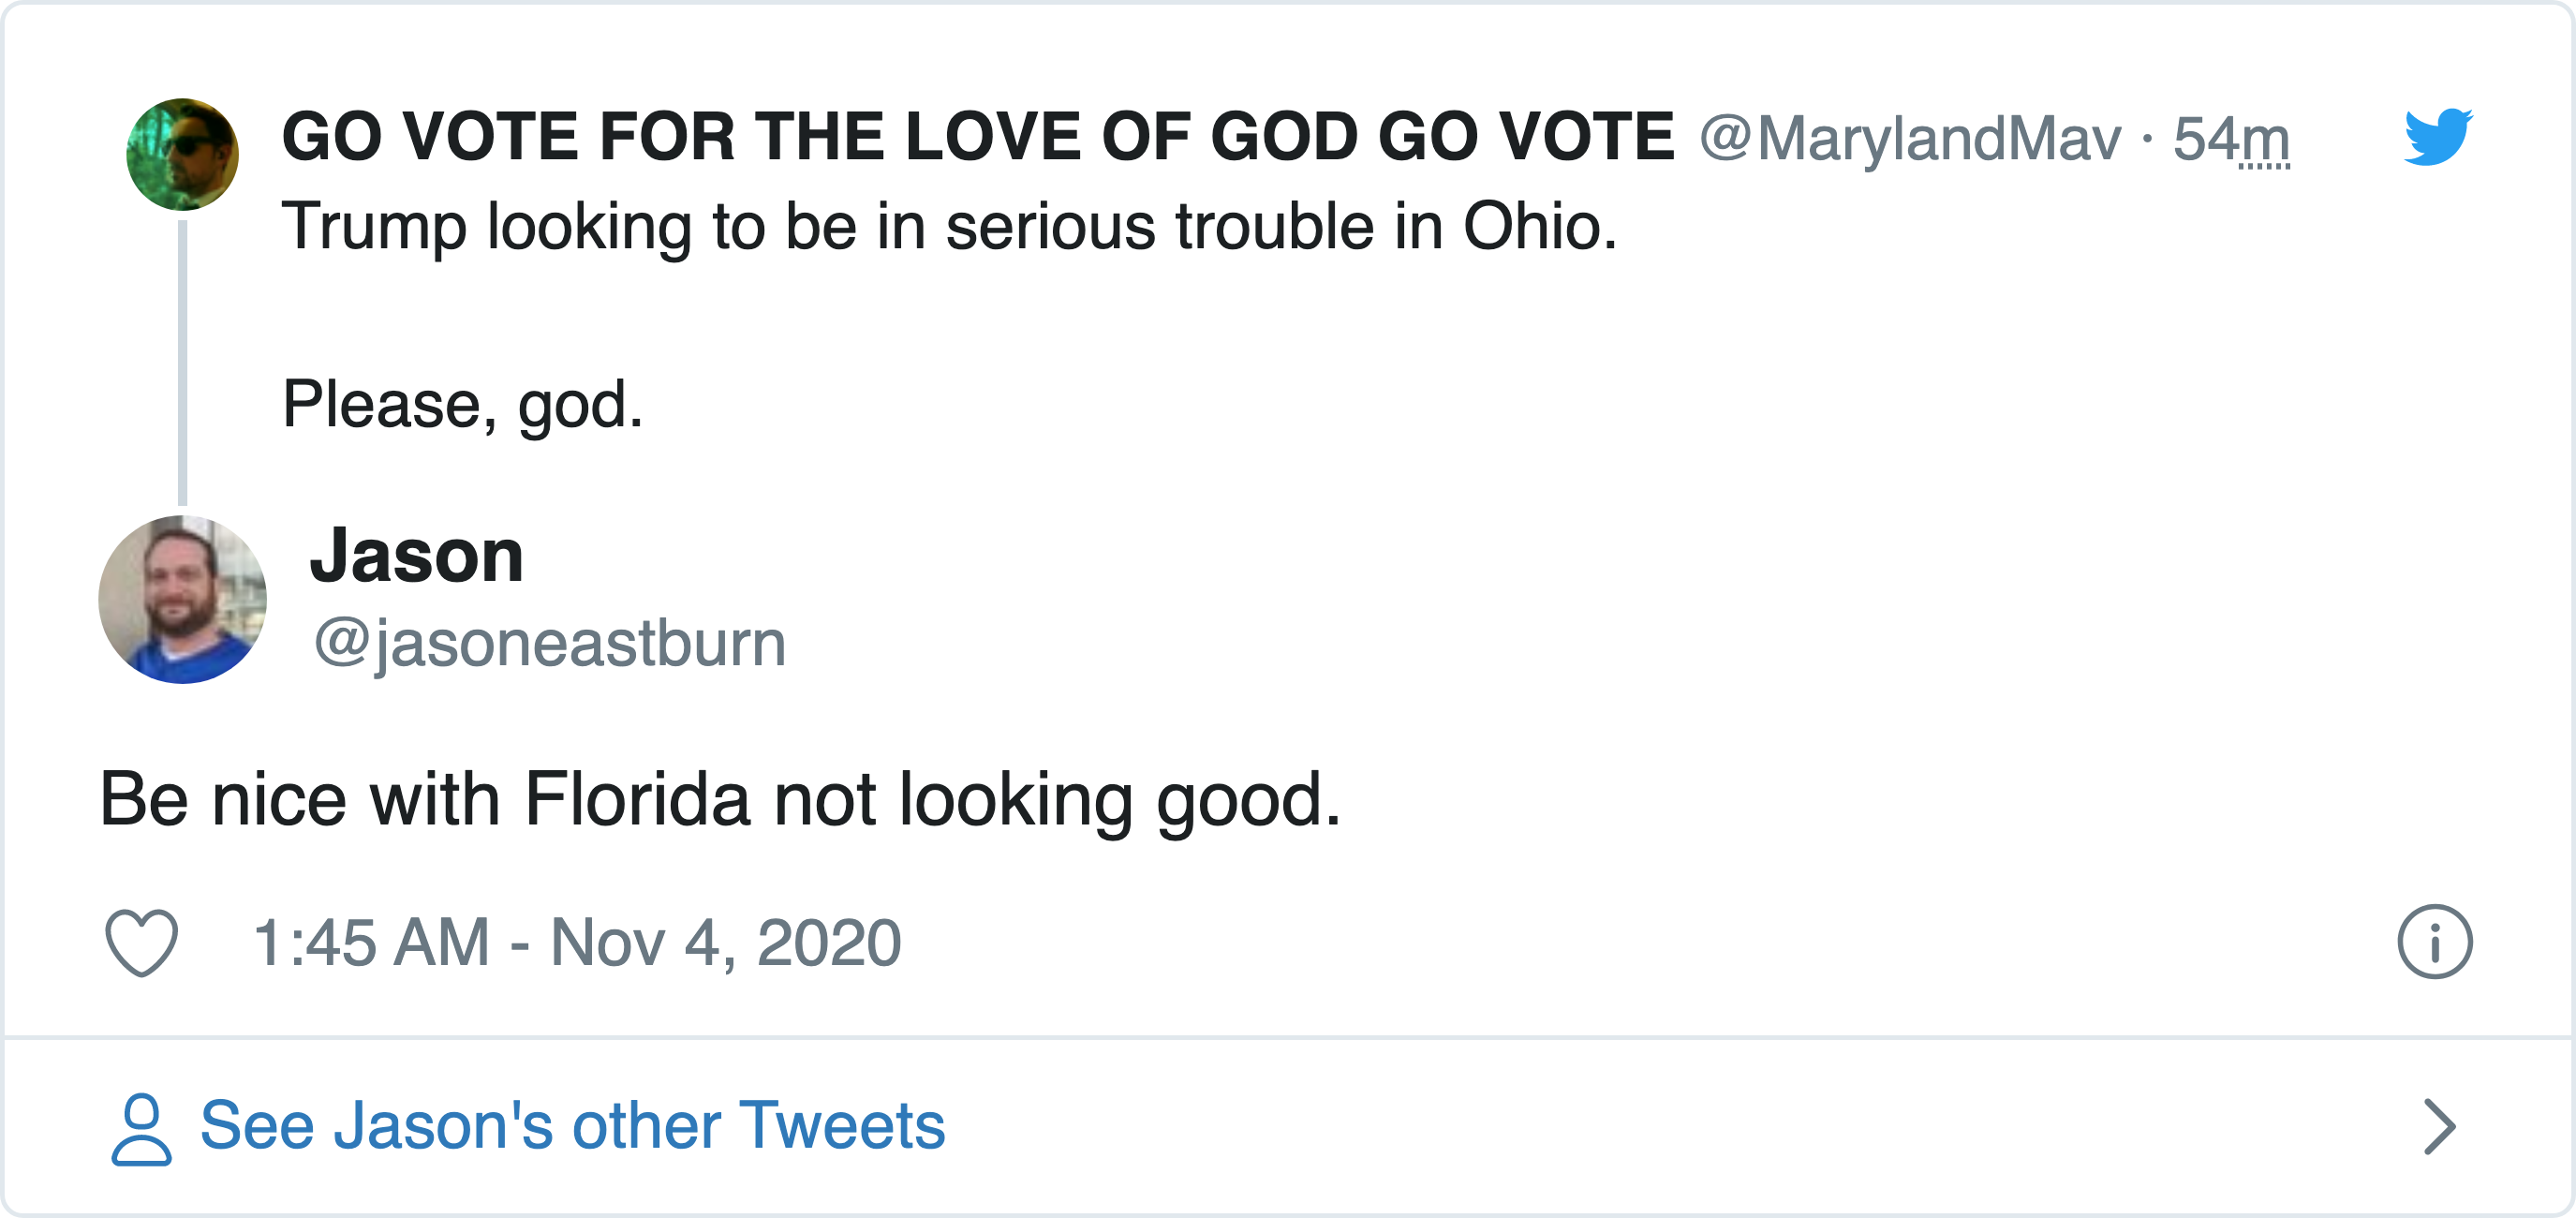 GO VOTE FOR THE LOVE OF GOD GO VOTE @MarylandMav · 54m
Trump looking to be in serious trouble in Ohio.
Please, god.
Jason
@jasoneastburn
Be nice with Florida not looking good.
1:45 AM - Nov 4, 2020
See Jason's other Tweets